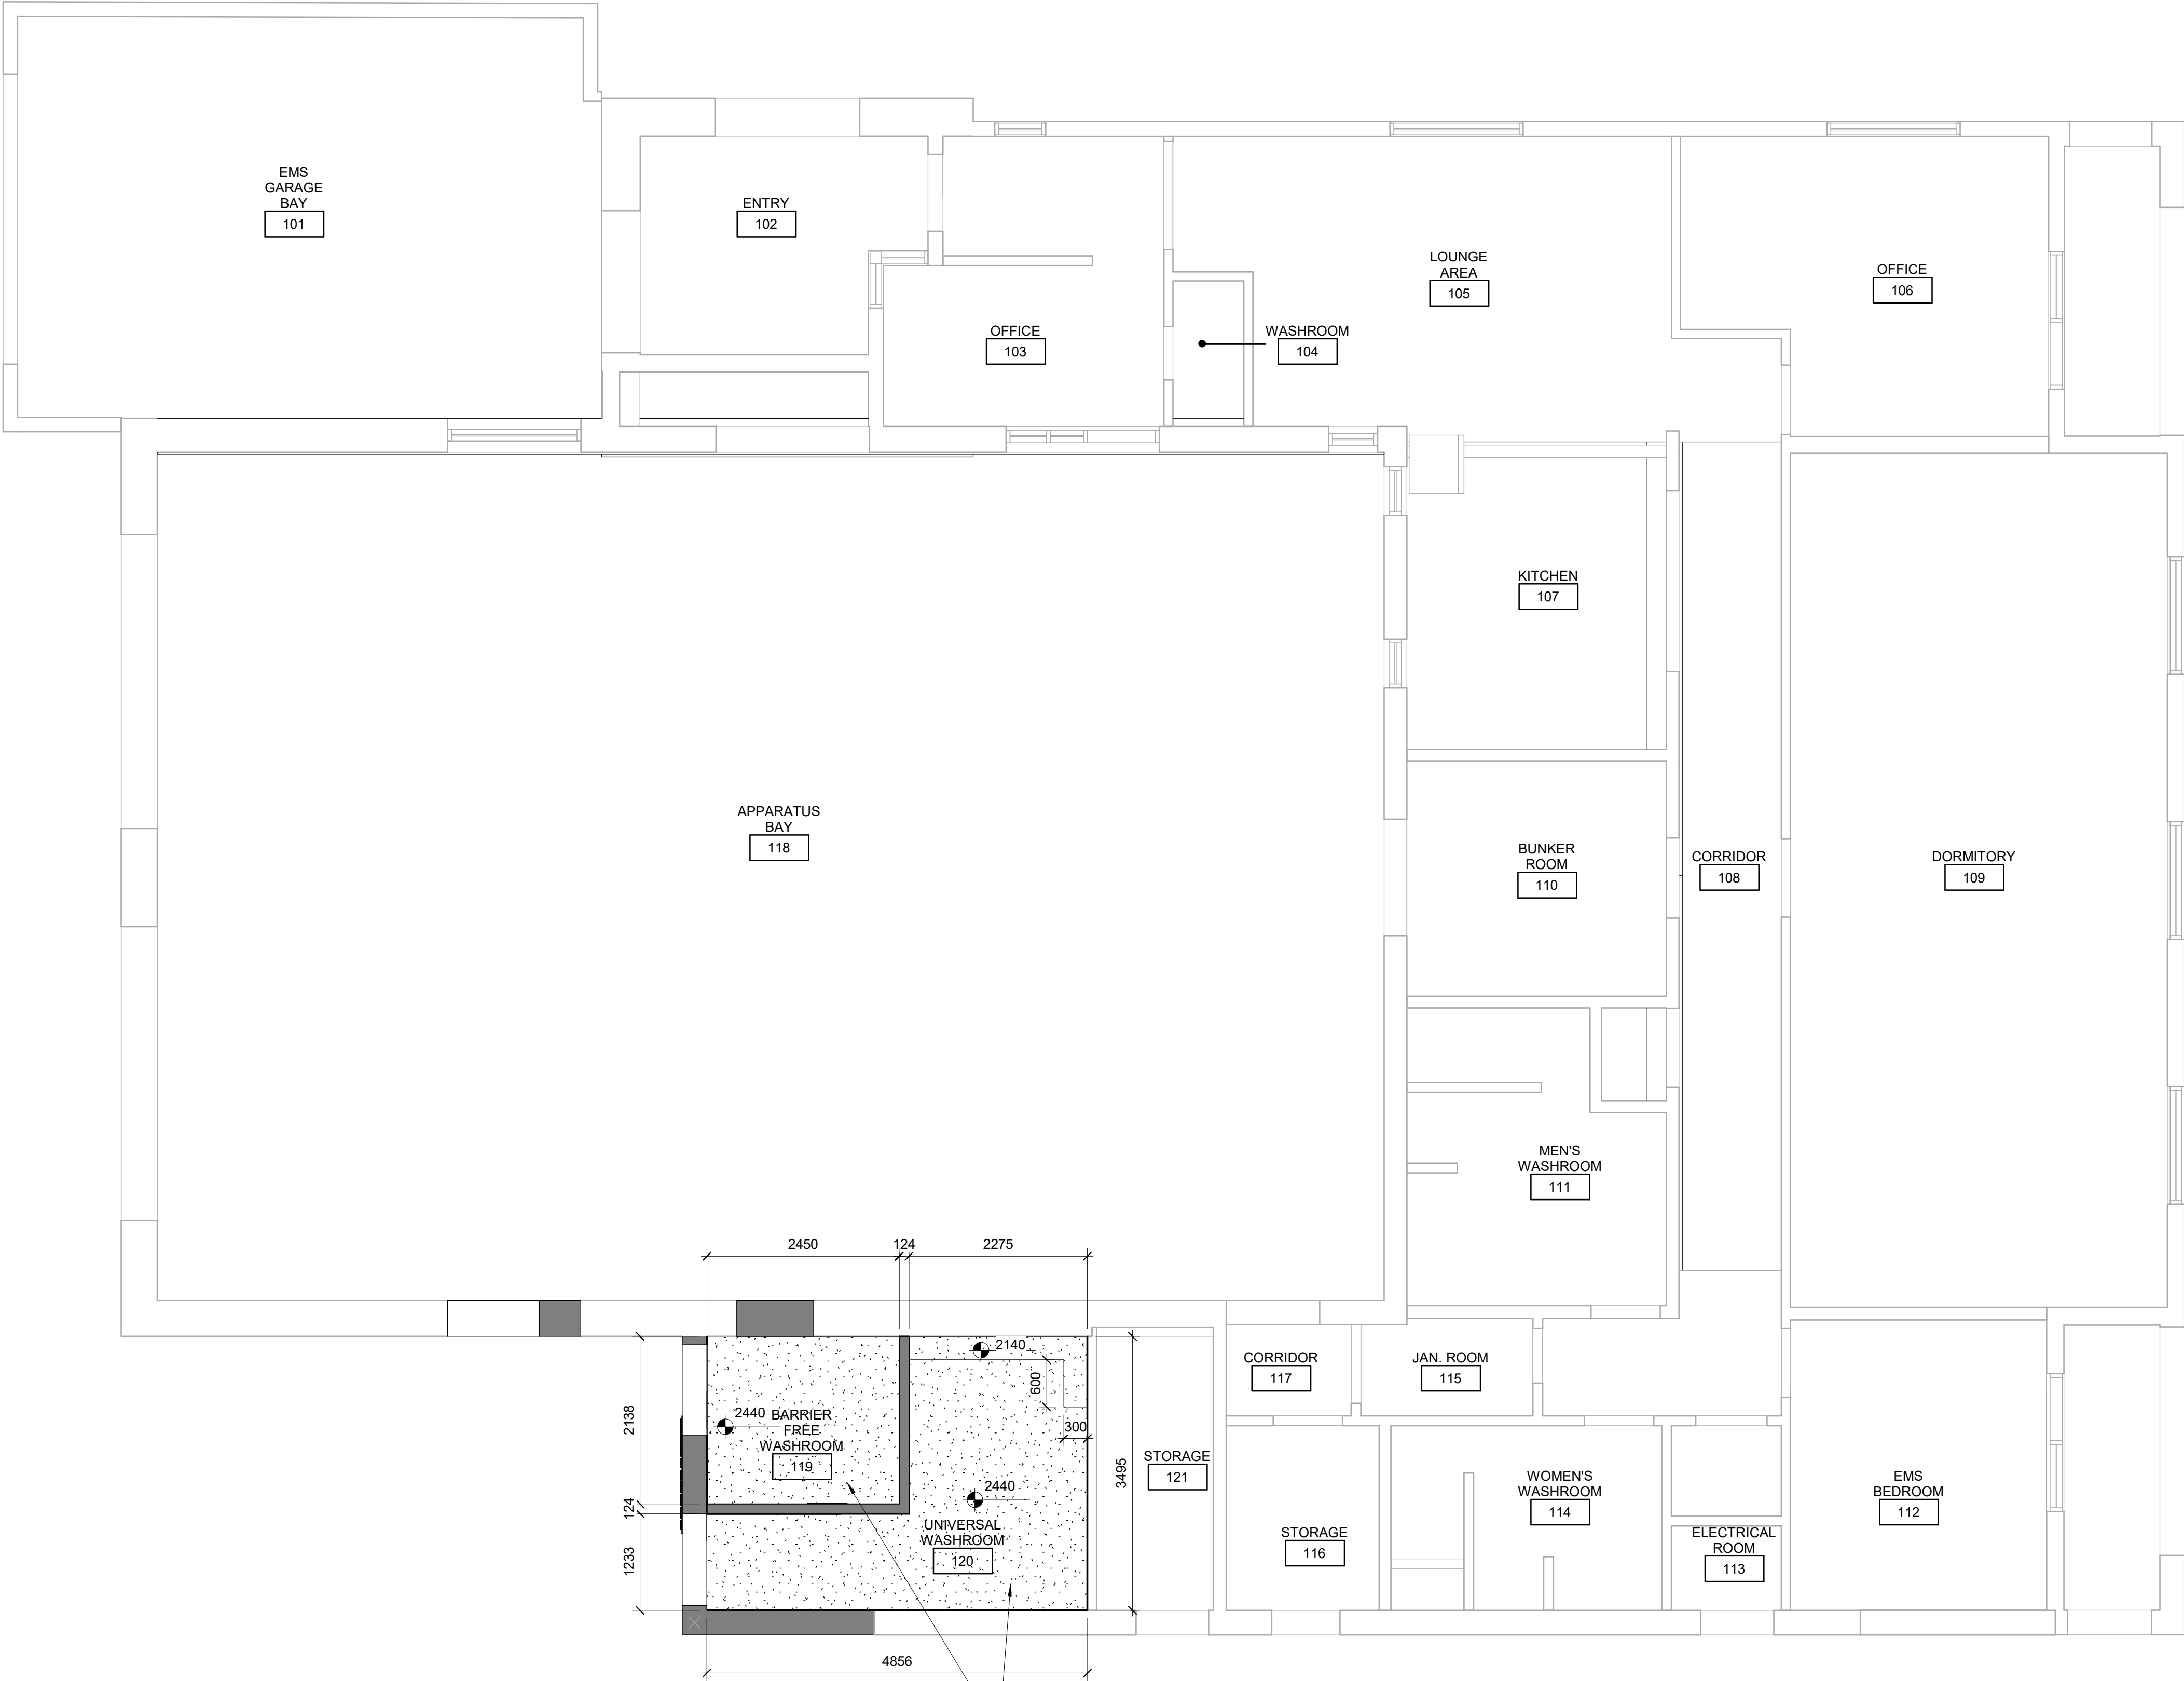 EMS
GARAGE
BAY
101
ENTRY
102
OFFICE
103
WASHROOM
104
LOUNGE
AREA
105
OFFICE
106
KITCHEN
107
APPARATUS
BAY
118
BUNKER
ROOM
110
CORRIDOR
108
DORMITORY
109
MEN'S
WASHROOM
111
2450
124
2275
2140
600
300
2138
124
1233
2440
BARRIER
FREE
WASHROOM
119
2440
UNIVERSAL
WASHROOM
120
3495
4856
STORAGE
121
CORRIDOR
117
JAN. ROOM
115
STORAGE
116
WOMEN'S
WASHROOM
114
ELECTRICAL
ROOM
113
EMS
BEDROOM
112